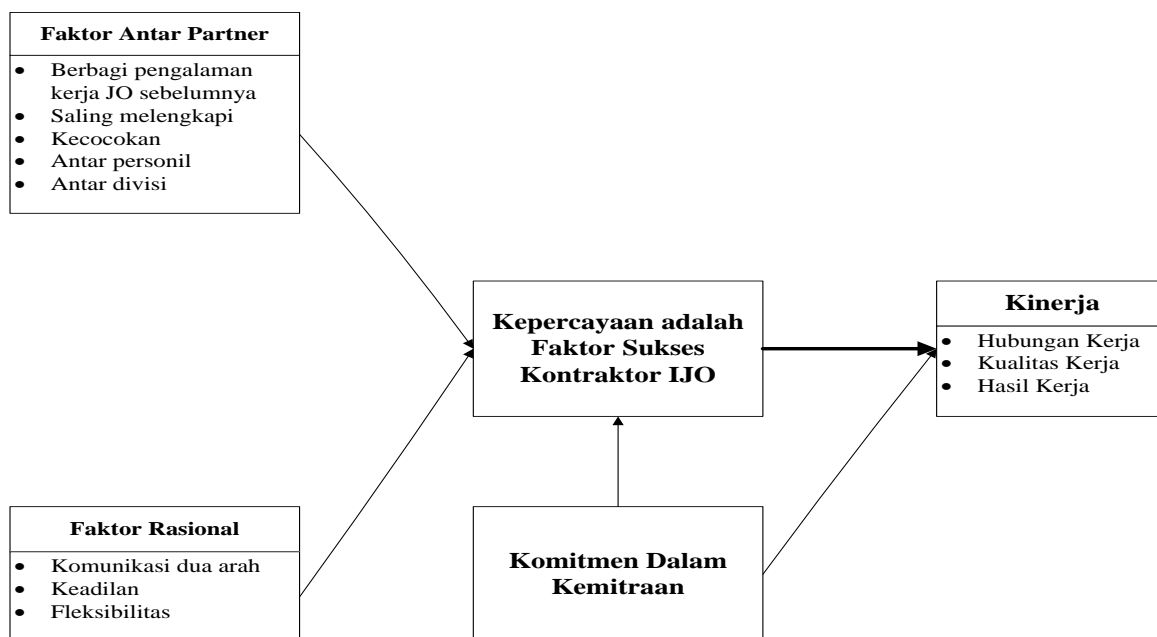 Faktor Antar Partner
• Berbagi pengalaman
kerja JO sebelumnya
• Saling melengkapi
• Kecocokan
• Antar personil
• Antar divisi
Kepercayaan adalah
Faktor Sukses
Kontraktor IJO
Kinerja
• Hubungan Kerja
• Kualitas Kerja
• Hasil Kerja
Faktor Rasional
• Komunikasi dua arah
• Keadilan
• Fleksibilitas
Komitmen Dalam
Kemitraan